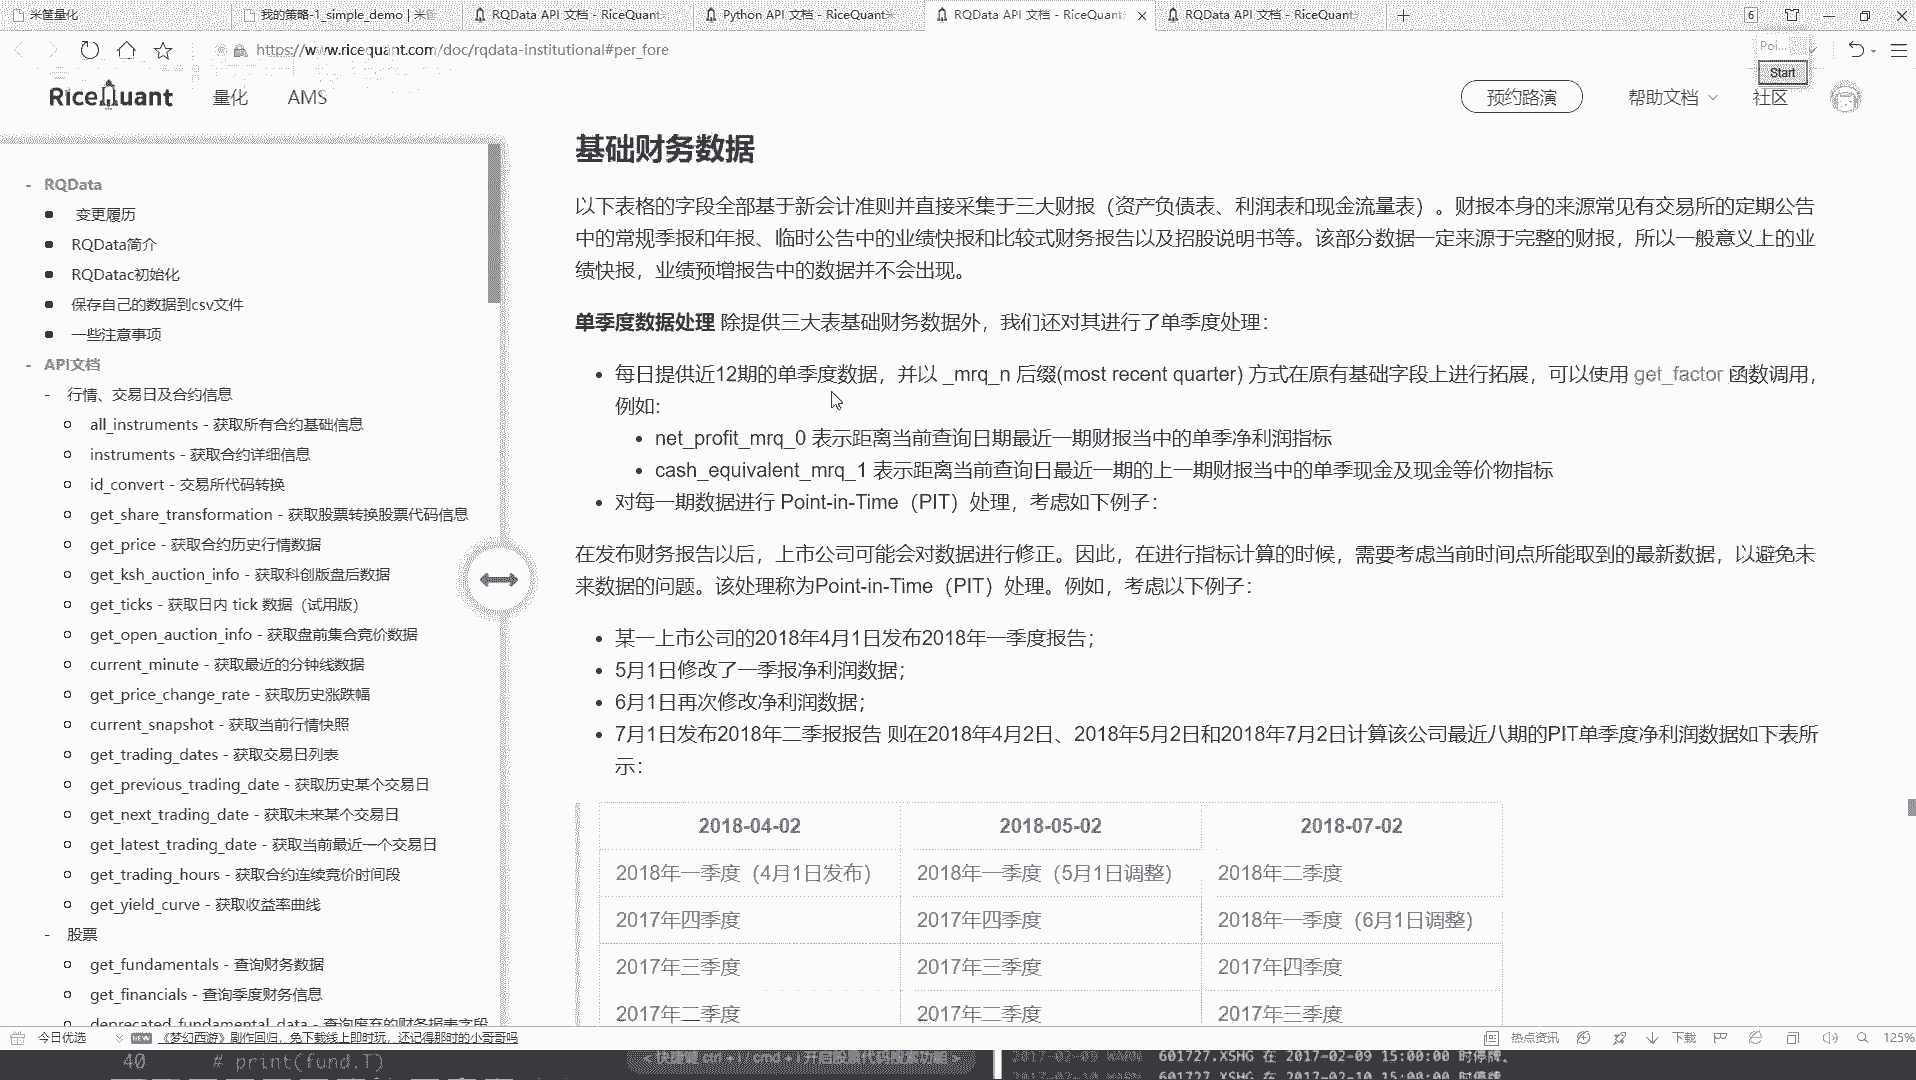 米筐量化
我的策略-1_simple_demo | 米筐
RQData API 文档 - RiceQuant
Python API 文档 - RiceQuant米
RQData API 文档 - RiceQuant
RQData API 文档 - RiceQuant
6
https://www.ricequant.com/doc/rqdata-institutional#per_fore
Poi...
Start
RiceQuant
量化
AMS
预约路演
帮助文档
社区
- RQData
变更履历
RQData简介
RQDatac初始化
保存自己的数据到csv文件
一些注意事项
- API文档
- 行情、交易日及合约信息
all_instruments - 获取所有合约基础信息
instruments - 获取合约详细信息
id_convert - 交易所代码转换
get_share_transformation - 获取股票转换股票代码信息
get_price - 获取合约历史行情数据
get_ksh_auction_info - 获取科创版盘后数据
get_ticks - 获取日内 tick 数据（试用版）
get_open_auction_info - 获取盘前集合竞价数据
current_minute - 获取最近的分钟线数据
get_price_change_rate - 获取历史涨跌幅
current_snapshot - 获取当前行情快照
get_trading_dates - 获取交易日列表
get_previous_trading_date - 获取历史某个交易日
get_next_trading_date - 获取未来某个交易日
get_latest_trading_date - 获取当前最近一个交易日
get_trading_hours - 获取合约连续竞价时间段
get_yield_curve - 获取收益率曲线
- 股票
get_fundamentals - 查询财务数据
get_financials - 查询季度财务信息
deprecated_fundamental_data - 查询废弃的财务报表字段
基础财务数据
以下表格的字段全部基于新会计准则并直接采集于三大财报（资产负债表、利润表和现金流量表）。财报本身的来源常见有交易所的定期公告
中的常规季报和年报、临时公告中的业绩快报和比较式财务报告以及招股说明书等。该部分数据一定来源于完整的财报，所以一般意义上的业
绩快报，业绩预增报告中的数据并不会出现。
单季度数据处理 除提供三大表基础财务数据外，我们还对其进行了单季度处理：
每日提供近12期的单季度数据，并以 _mrq_n 后缀(most recent quarter) 方式在原有基础字段上进行拓展，可以使用 get_factor 函数调用，
例如:
net_profit_mrq_0 表示距离当前查询日期最近一期财报当中的单季净利润指标
cash_equivalent_mrq_1 表示距离当前查询日最近一期的上一期财报当中的单季现金及现金等价物指标
对每一期数据进行 Point-in-Time（PIT）处理，考虑如下例子：
在发布财务报告以后，上市公司可能会对数据进行修正。因此，在进行指标计算的时候，需要考虑当前时间点所能取到的最新数据，以避免未
来数据的问题。该处理称为Point-in-Time（PIT）处理。例如，考虑以下例子：
某一上市公司的2018年4月1日发布2018年一季度报告；
5月1日修改了一季报净利润数据；
6月1日再次修改净利润数据；
7月1日发布2018年二季报报告 则在2018年4月2日、2018年5月2日和2018年7月2日计算该公司最近八期的PIT单季度净利润数据如下表所
示：
2018-04-02 2018-05-02 2018-07-02
2018年一季度（4月1日发布） 2018年一季度（5月1日调整） 2018年二季度
2017年四季度 2017年四季度 2018年一季度（6月1日调整）
2017年三季度 2017年三季度 2017年四季度
2017年二季度 2017年二季度 2017年三季度
今日优选
NEW 《梦幻西游》剧作回归，免下载线上即时玩，还记得那时的小哥哥吗
热点资讯
下载
125%
40 # print(fund.T)
< 快捷键 ctrl + i / cmd + i 开启股票代码搜索功能 >
2017-02-09 WARN 601727.XSHG 在 2017-02-09 15:00:00 时停牌。
2017-02-10 WARN 601727.XSHG 在 2017-02-10 15:00:00 时停牌。